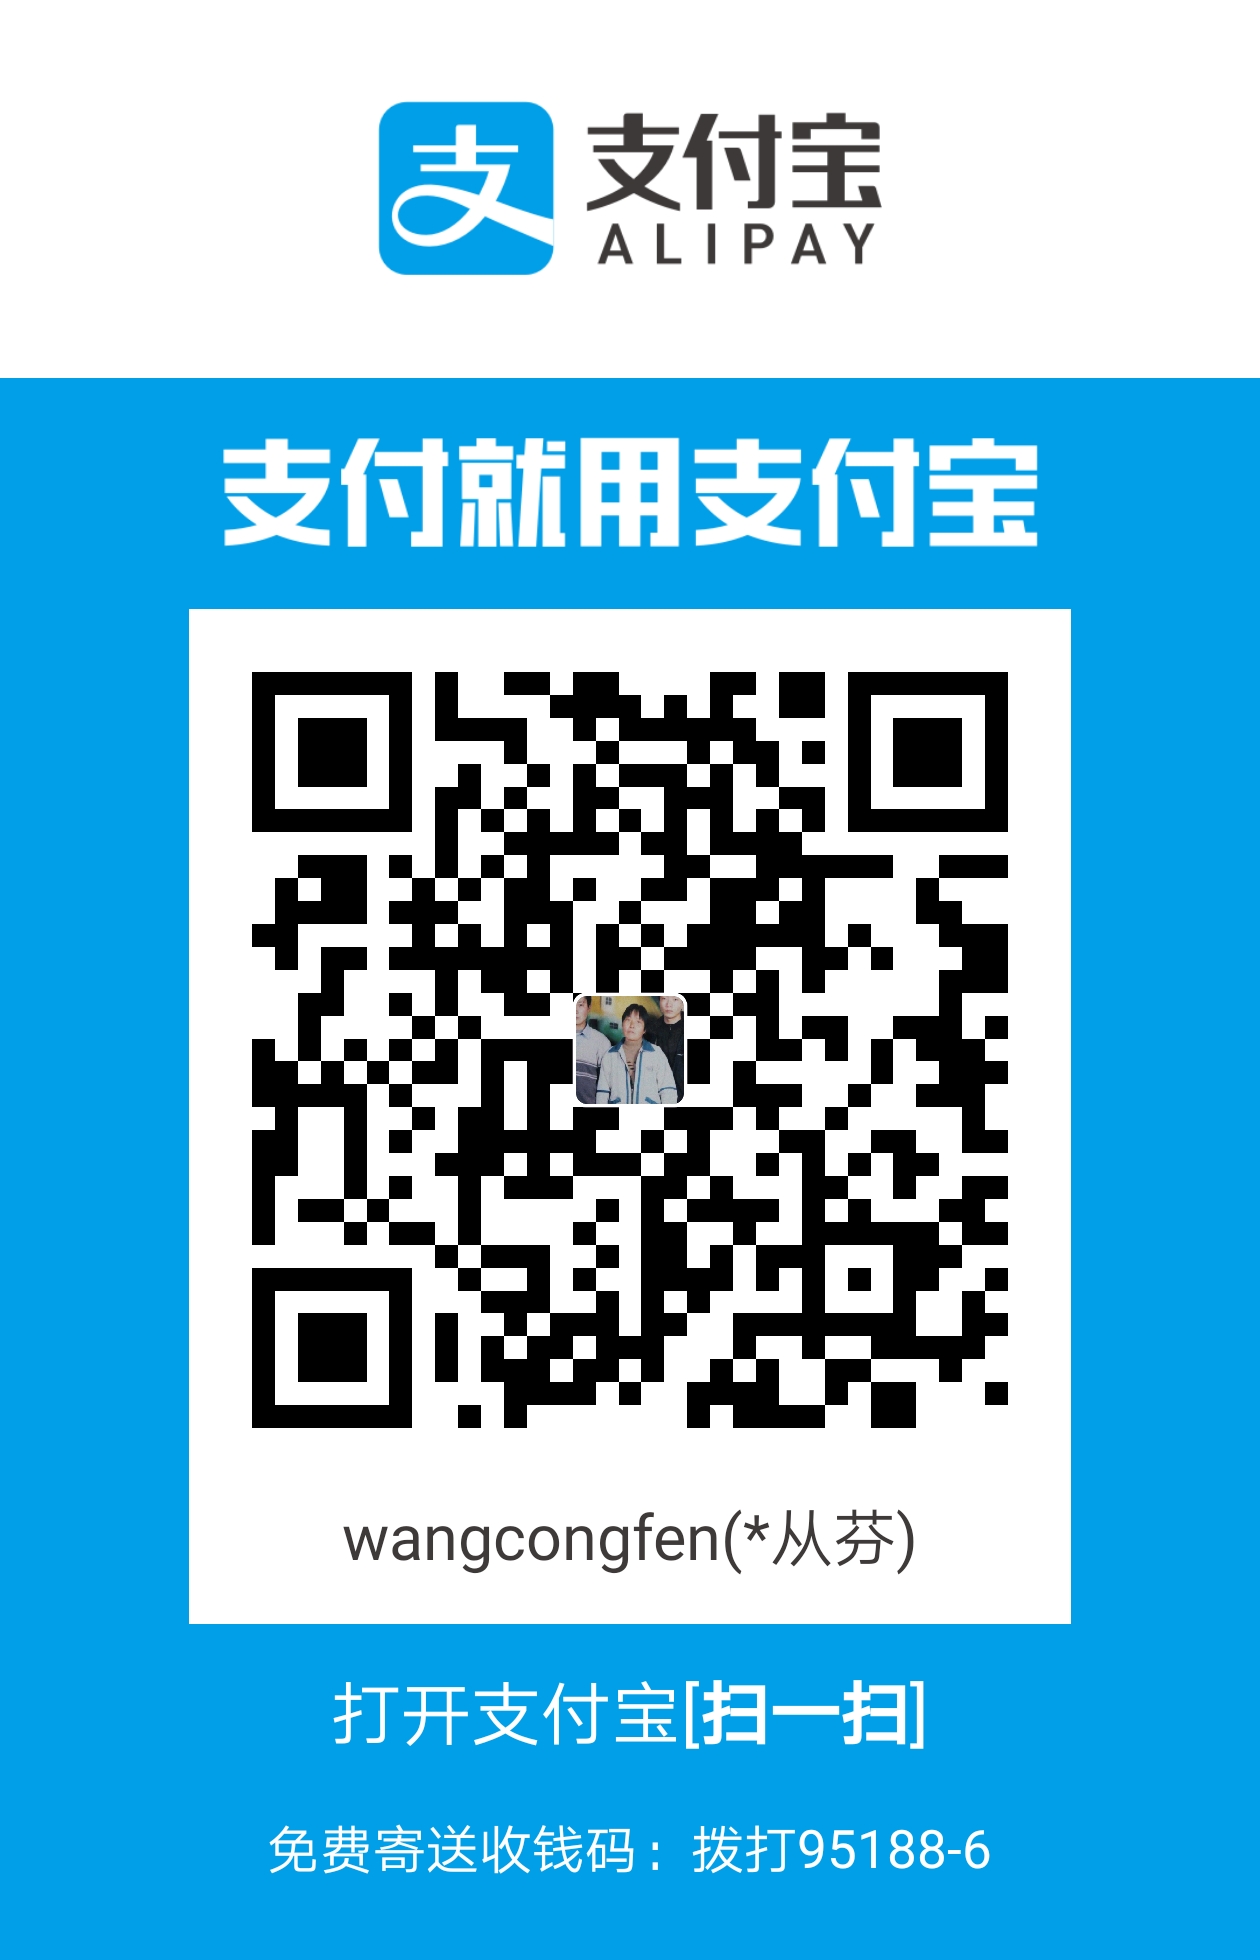 支
支付宝
ALIPAY
支付就用支付宝
wangcongfen(*从芬)
打开支付宝[扫一扫]
免费寄送收钱码：拨打95188-6